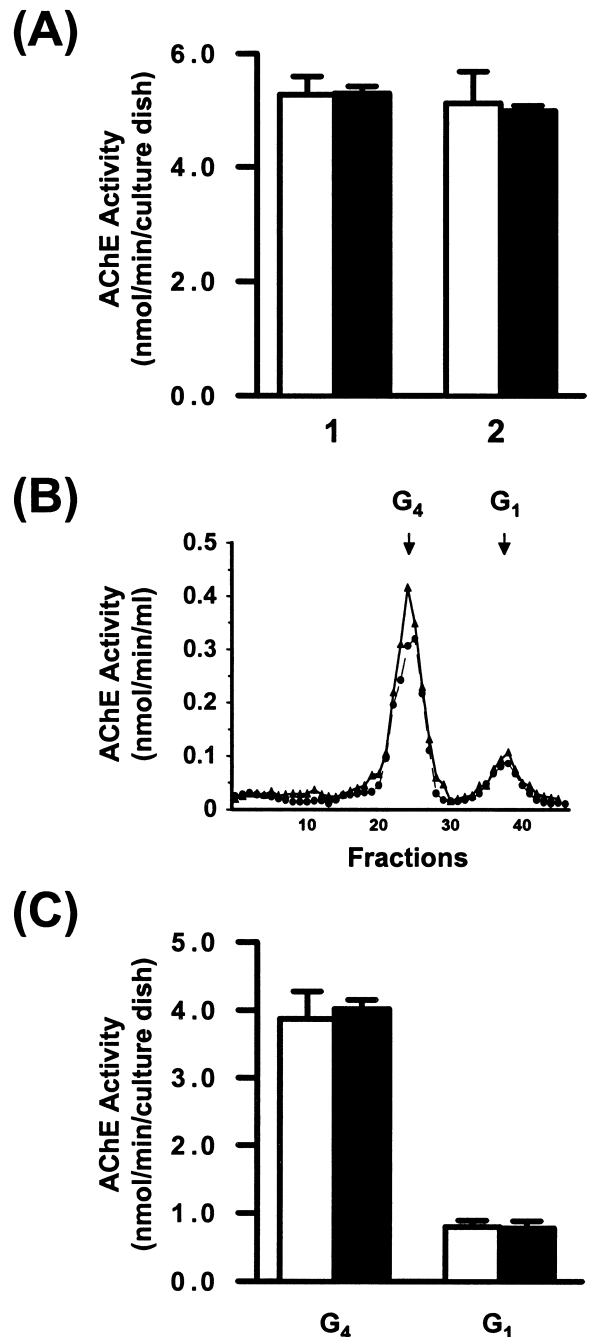 (A)
AChE Activity
(nmol/min/culture dish)
6.0
4.0
2.0
0.0
1 2
(B)
G4 G1
AChE Activity
(nmol/min/ml)
0.5
0.4
0.3
0.2
0.1
0
10 20 30 40
Fractions
(C)
AChE Activity
(nmol/min/culture dish)
5.0
4.0
3.0
2.0
1.0
0.0
G4 G1